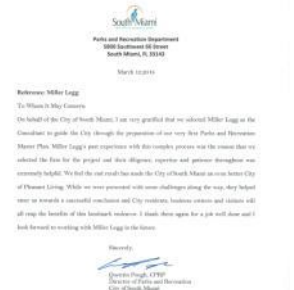 South Miami
Parks and Recreation Department
South Miami, FL 33143
Reference: Miller Legg
To Whom It May Concern:
On behalf of the City of South Miami, I am very gratified that we selected Miller Legg as the
Consultant to guide the City through the preparation of our very first Parks and Recreation
Master Plan. Miller Legg's past experience with this complex process was the reason that we
selected the firm for the project and their diligence, expertise and patience throughout was
extremely helpful. We feel the end result has made the City of South Miami an even better City
of Pleasant Living. While we were presented with some challenges along the way, they helped
steer us towards a successful conclusion and City residents, business owners and visitors will
all reap the benefits of this landmark endeavor. I thank them again for a job well done and I
look forward to working with Miller Legg in the future.
Sincerely,
Quentin Pough, CPRP
Director of Parks and Recreation
City of South Miami